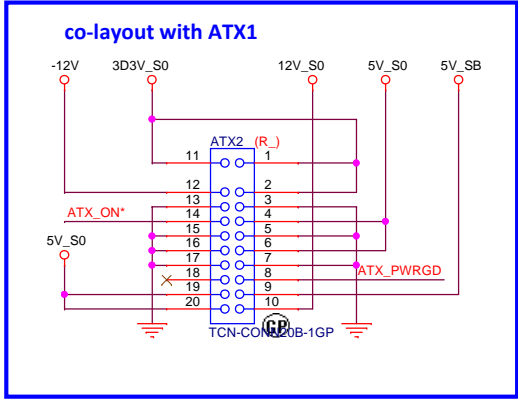 co-layout with ATX1
-12V 3D3V_S0 12V_S0 5V_S0 5V_SB
ATX2 (R_)
11 1
12 2
13 3
ATX_ON* 14 4
15 5
5V_S0 16 6
17 7
18 8 ATX_PWRGD
19 9
20 10
GP
TCN-CONN20B-1GP